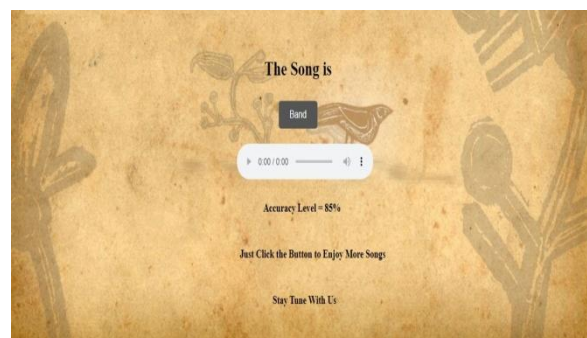 The Song is
Band
0:00 / 0:00
Accuracy Level = 85%
Just Click the Button to Enjoy More Songs
Stay Tune With Us